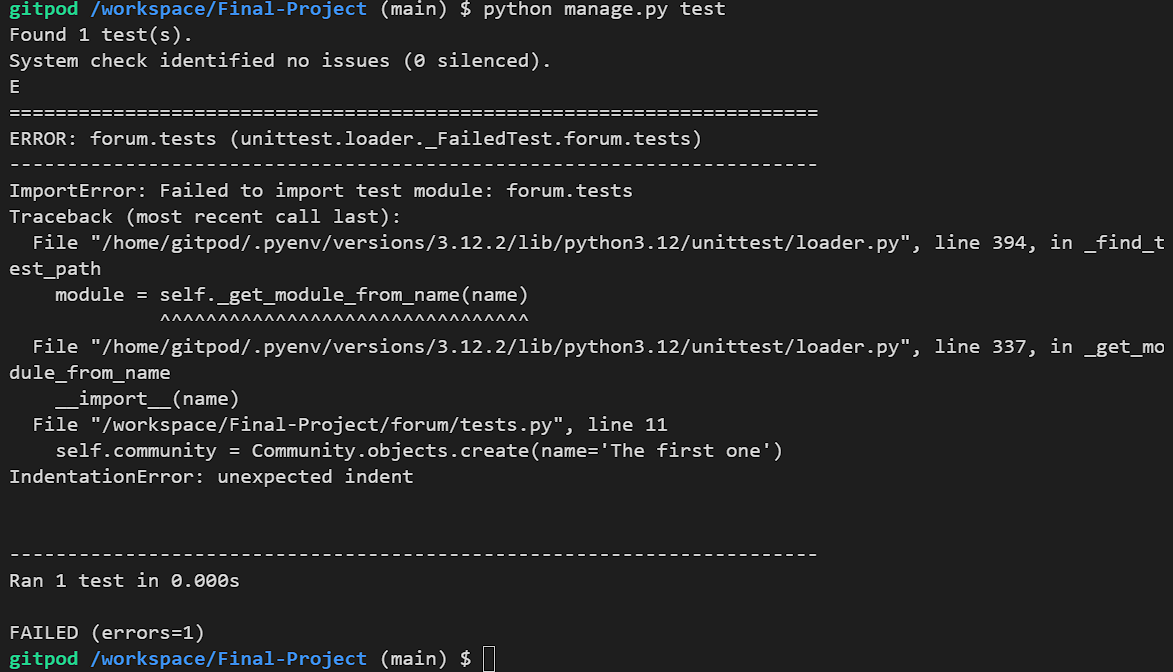 gitpod /workspace/Final-Project (main) $ python manage.py test
Found 1 test(s).
System check identified no issues (0 silenced).
E
======================================================================
ERROR: forum.tests (unittest.loader._FailedTest.forum.tests)
----------------------------------------------------------------------
ImportError: Failed to import test module: forum.tests
Traceback (most recent call last):
  File "/home/gitpod/.pyenv/versions/3.12.2/lib/python3.12/unittest/loader.py", line 394, in _find_t
est_path
    module = self._get_module_from_name(name)
             ^^^^^^^^^^^^^^^^^^^^^^^^^^^^^^^^
  File "/home/gitpod/.pyenv/versions/3.12.2/lib/python3.12/unittest/loader.py", line 337, in _get_mo
dule_from_name
    __import__(name)
  File "/workspace/Final-Project/forum/tests.py", line 11
    self.community = Community.objects.create(name='The first one')
IndentationError: unexpected indent


----------------------------------------------------------------------
Ran 1 test in 0.000s

FAILED (errors=1)
gitpod /workspace/Final-Project (main) $